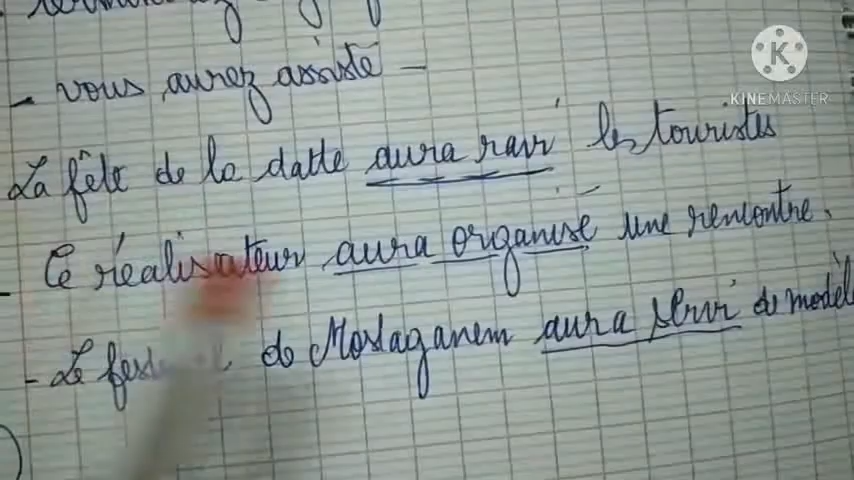 - vous aurez assisté -
La fête de la datte aura ravi les touristes
- Ce réalisateur aura organisé une rencontre.
- Le de Mostaganem aura servi de modèle
KINEMASTER